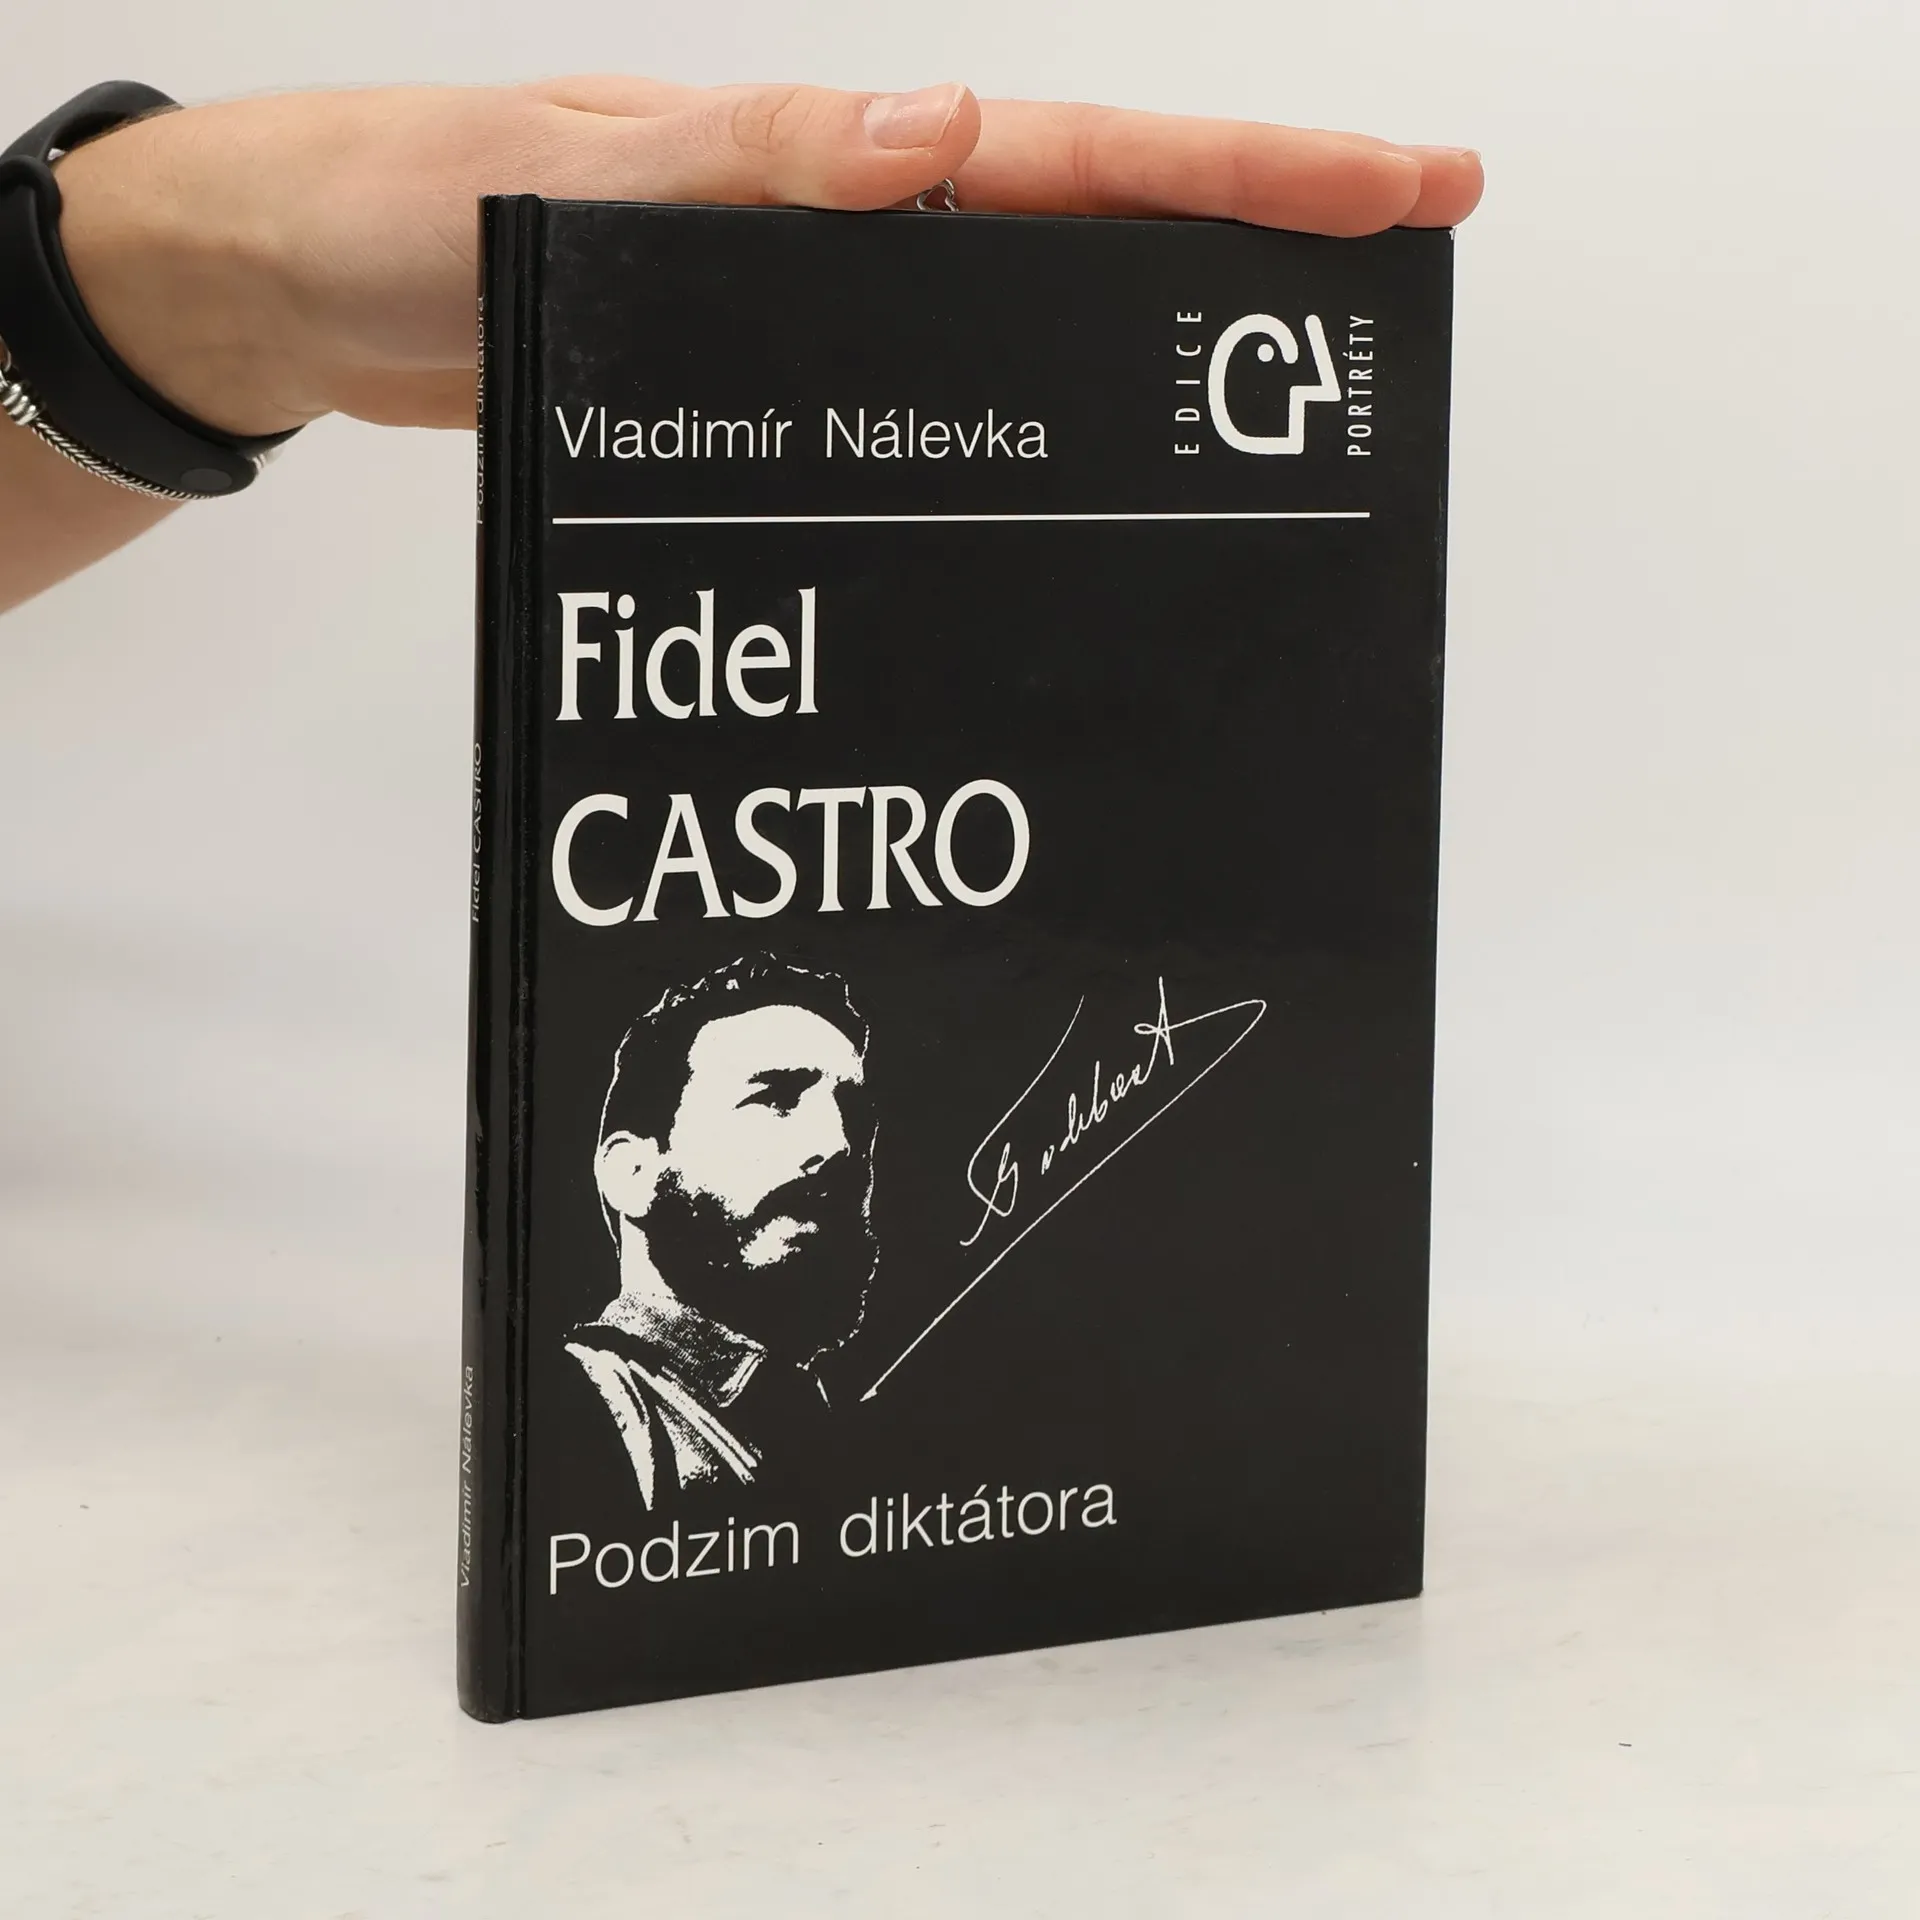 Vladimír Nálevka
EDICE
PORTRÉTY
Fidel
CASTRO
Podzim diktátora
Podzim diktátora
Fidel CASTRO
Vladimír Nálevka